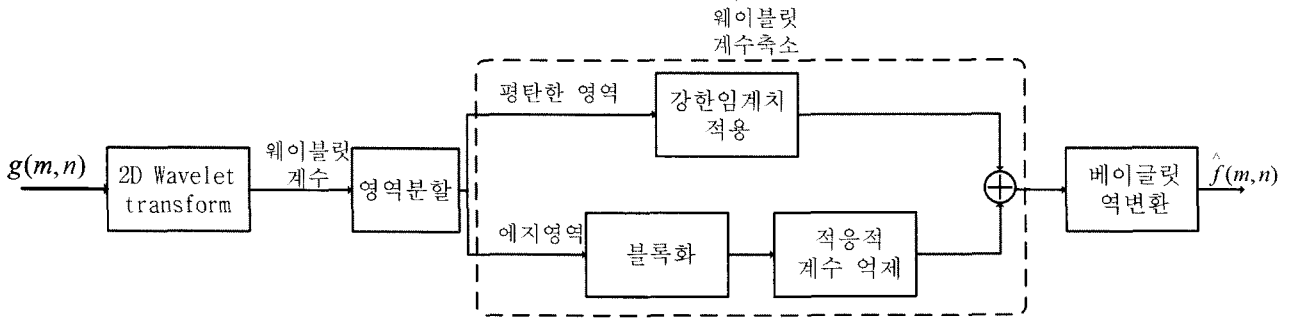 웨이블릿
계수축소
평탄한 영역
강한임계치
적용
g(m,n)
2D Wavelet
transform
웨이블릿
계수
영역분할
에지영역
블록화
적응적
계수 억제
베이글릿
역변환
f̂(m,n)